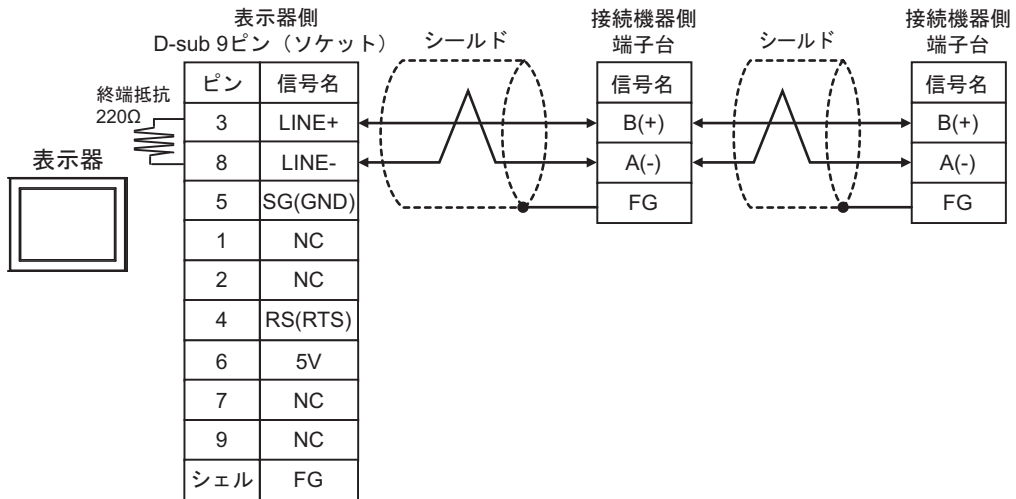 表示器側
D-sub 9ピン（ソケット）
シールド
接続機器側
端子台
シールド
接続機器側
端子台
終端抵抗
220Ω
表示器
ピン 信号名
3 LINE+
8 LINE-
5 SG(GND)
1 NC
2 NC
4 RS(RTS)
6 5V
7 NC
9 NC
シェル FG
信号名
B(+)
A(-)
FG
信号名
B(+)
A(-)
FG